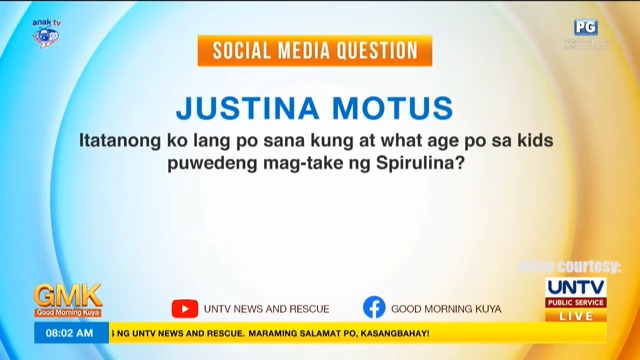 anak tv
PG
SOCIAL MEDIA QUESTION
JUSTINA MOTUS
Itatanong ko lang po sana kung at what age po sa kids
puwedeng mag-take ng Spirulina?
courtesy:
GMK
Good Morning Kuya
UNTV NEWS AND RESCUE
GOOD MORNING KUYA
UNTV
PUBLIC SERVICE
LIVE
08:02 AM
NG UNTV NEWS AND RESCUE. MARAMING SALAMAT PO, KASANGBAHAY!